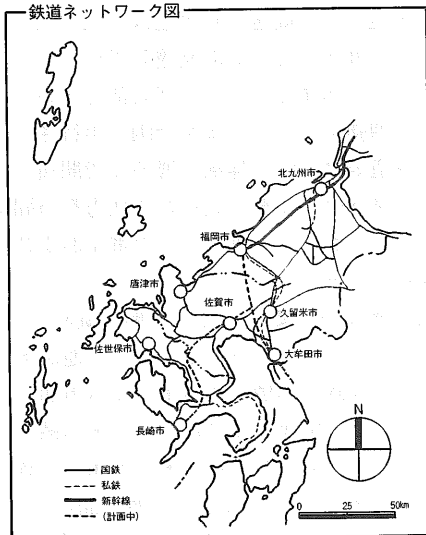 鉄道ネットワーク図
北九州市
福岡市
唐津市
佐賀市
久留米市
佐世保市
大牟田市
長崎市
N
国鉄
私鉄
新幹線
(計画中)
0 25 50km